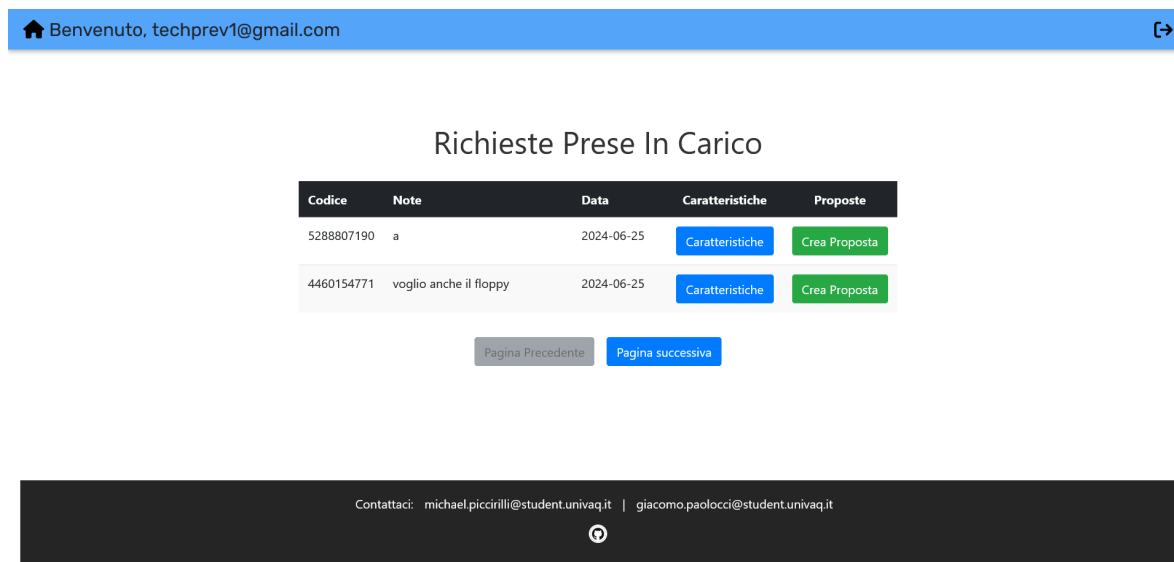 Benvenuto, techprev1@gmail.com
Richieste Prese In Carico
Codice Note Data Caratteristiche Proposte
5288807190 a 2024-06-25 Caratteristiche Crea Proposta
4460154771 voglio anche il floppy 2024-06-25 Caratteristiche Crea Proposta
Pagina Precedente Pagina successiva
Contattaci: michael.piccirilli@student.univaq.it | giacomo.paolocci@student.univaq.it